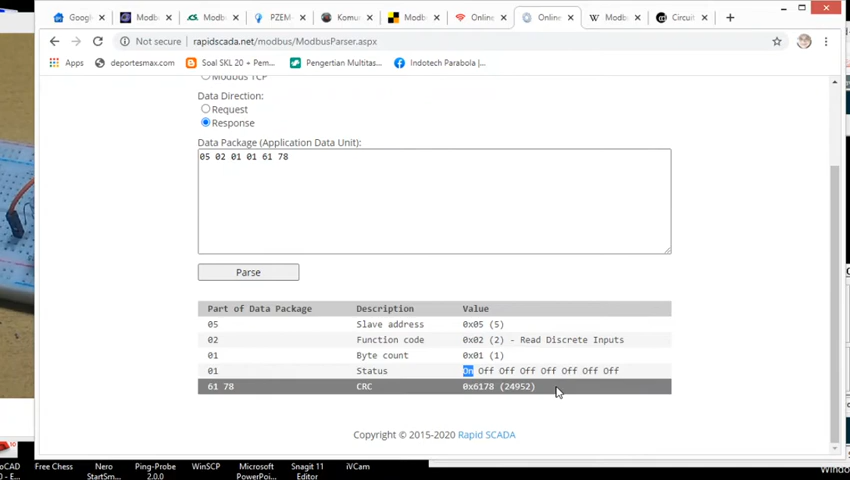 Google
Modb
Modb
PZEM
Komu
Modb
Online
Online
Modb
Circuit
Not secure
rapidscada.net/modbus/ModbusParser.aspx
Apps
deportesmax.com
Soal SKL 20 + Pem...
Pengertian Multitas...
Indotech Parabola |...
Modbus TCP
Data Direction:
Request
Response
Data Package (Application Data Unit):
05 02 01 01 61 78
Parse
Part of Data Package Description Value
05 Slave address 0x05 (5)
02 Function code 0x02 (2) - Read Discrete Inputs
01 Byte count 0x01 (1)
01 Status On Off Off Off Off Off Off Off
61 78 CRC 0x6178 (24952)
Copyright © 2015-2020 Rapid SCADA
Free Chess
Nero
StartSm...
Ping-Probe
2.0.0
WinSCP
Microsoft
PowerPoi...
Snagit 11
Editor
iVCam